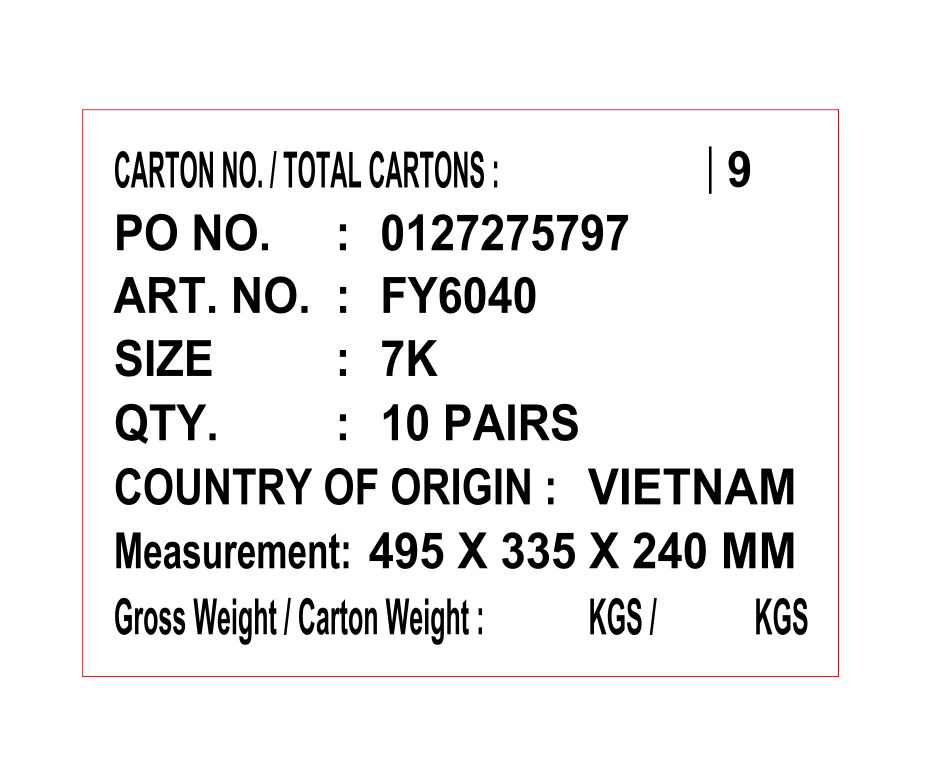 CARTON NO. / TOTAL CARTONS : | 9
PO NO. : 0127275797
ART. NO. : FY6040
SIZE : 7K
QTY. : 10 PAIRS
COUNTRY OF ORIGIN : VIETNAM
Measurement: 495 X 335 X 240 MM
Gross Weight / Carton Weight : KGS / KGS